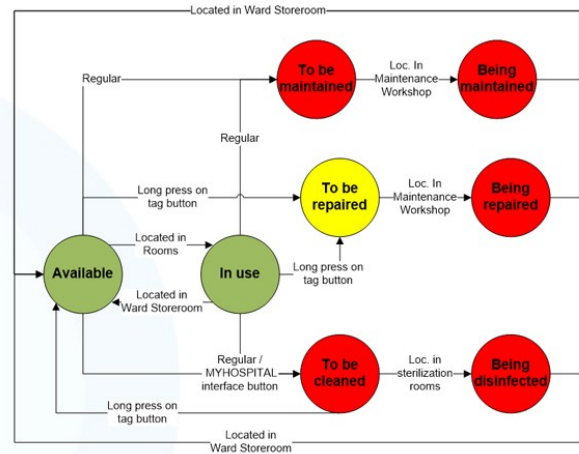 Located in Ward Storeroom
Regular
To be
maintained
Loc. In
Maintenance
Workshop
Being
maintained
Regular
Long press on
tag button
To be
repaired
Loc. In
Maintenance
Workshop
Being
repaired
Available
Located in
Rooms
In use
Long press on
tag button
Located in
Ward Storeroom
Regular /
MYHOSPITAL
interface button
To be
cleaned
Loc. in
sterilization
rooms
Being
disinfected
Long press on
tag button
Located in
Ward Storeroom